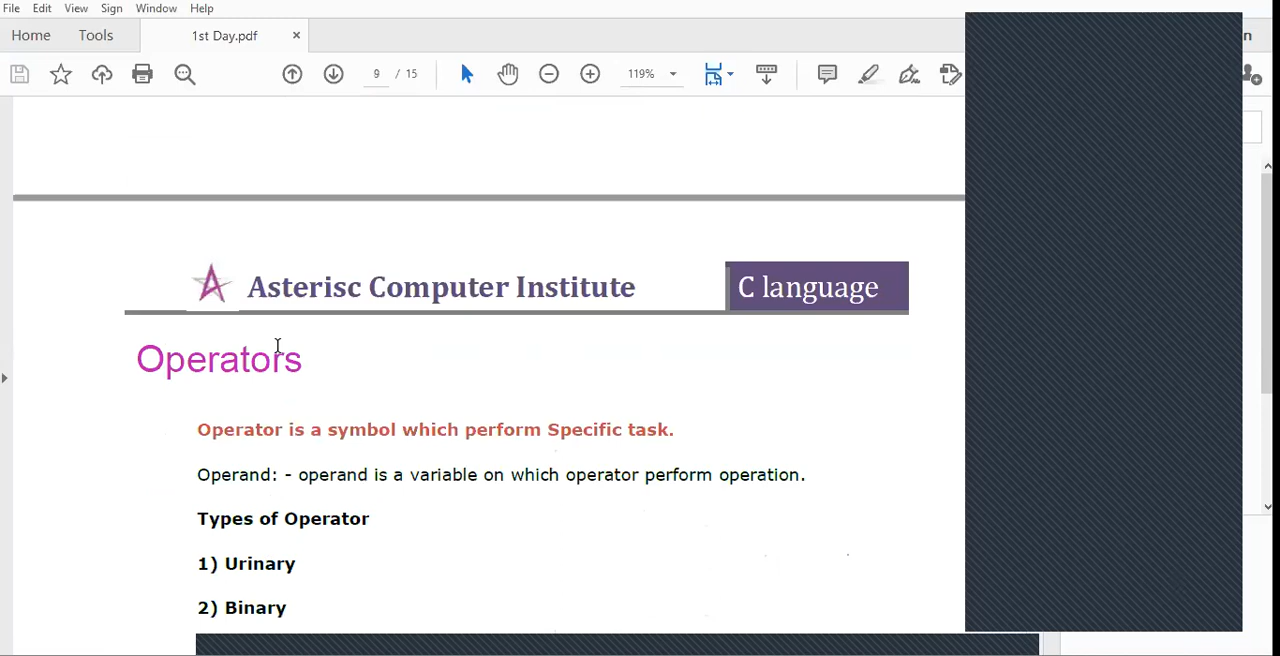 File Edit View Sign Window Help
Home Tools 1st Day.pdf ×
9 / 15 119%
Asterisc Computer Institute C language
Operators
Operator is a symbol which perform Specific task.
Operand: - operand is a variable on which operator perform operation.
Types of Operator
1) Urinary
2) Binary